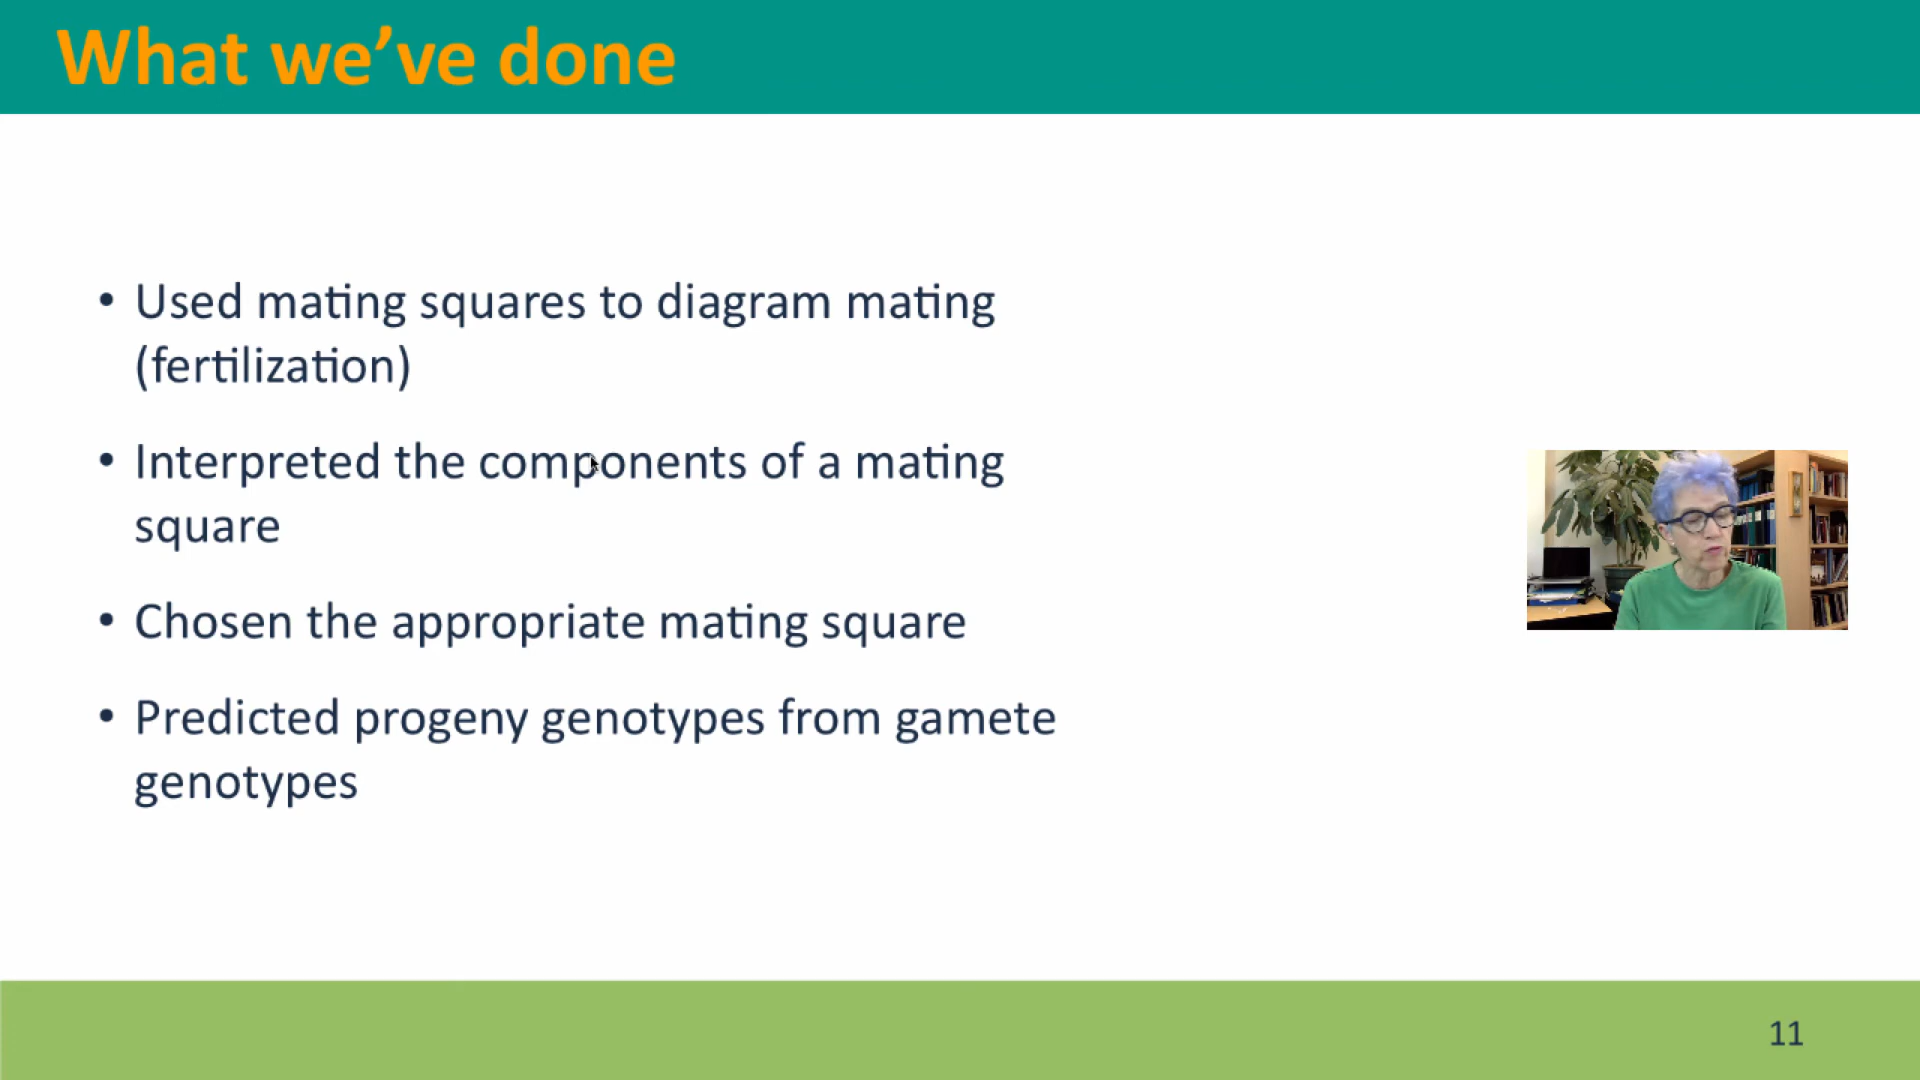 What we’ve done
• Used mating squares to diagram mating
(fertilization)
• Interpreted the components of a mating
square
• Chosen the appropriate mating square
• Predicted progeny genotypes from gamete
genotypes
11